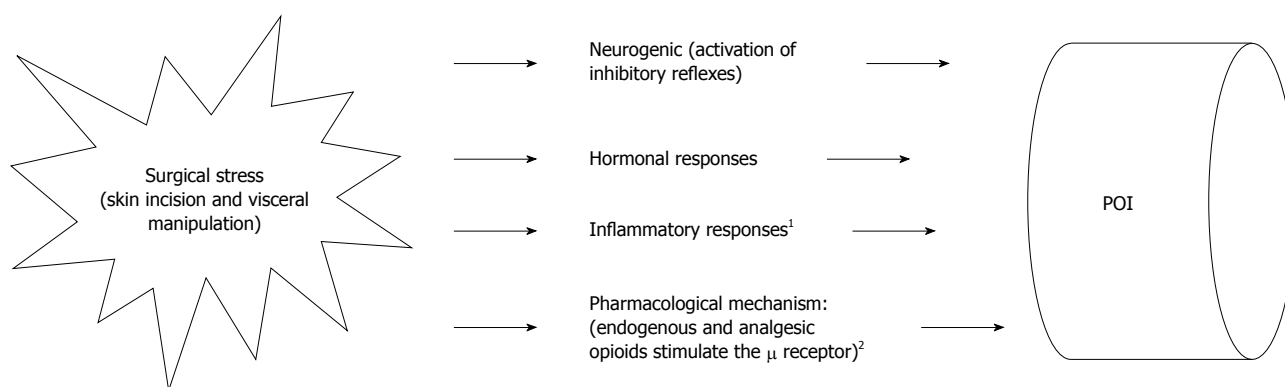 Surgical stress
(skin incision and visceral
manipulation)
Neurogenic (activation of
inhibitory reflexes)
Hormonal responses
Inflammatory responses¹
Pharmacological mechanism:
(endogenous and analgesic
opioids stimulate the μ receptor)²
POI